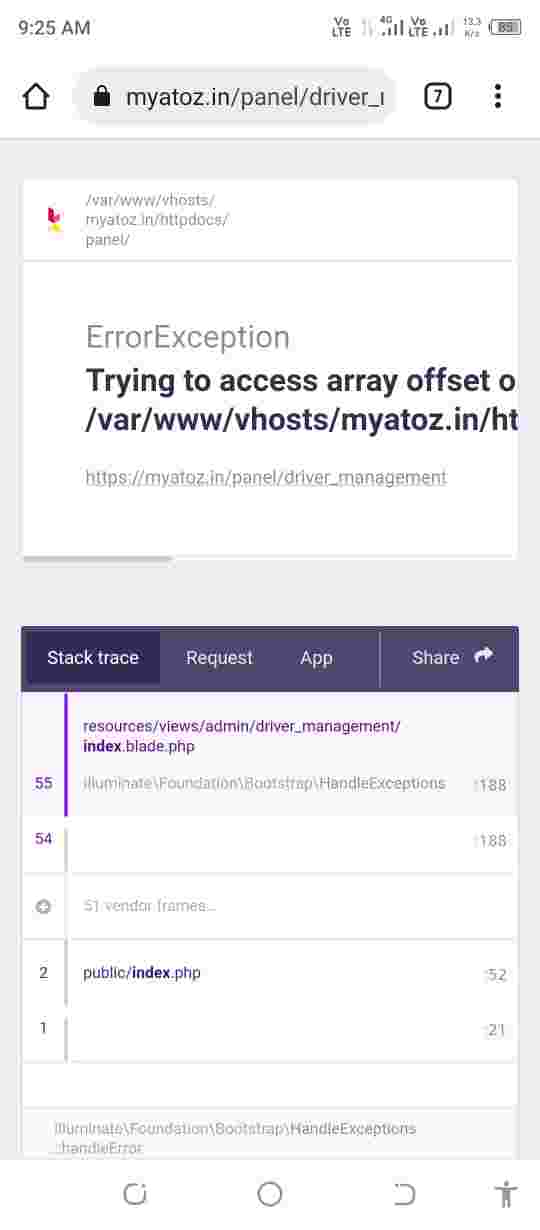 9:25 AM
Vo LTE 4G Vo LTE 13.3 K/s 85
myatoz.in/panel/driver_
7
/var/www/vhosts/
myatoz.in/httpdocs/
panel/
ErrorException
Trying to access array offset o
/var/www/vhosts/myatoz.in/ht
https://myatoz.in/panel/driver_management
Stack trace Request App Share
resources/views/admin/driver_management/
index.blade.php
55 Illuminate\Foundation\Bootstrap\HandleExceptions :188
54 :188
51 vendor frames…
2 public/index.php :52
1 :21
Illuminate\Foundation\Bootstrap\HandleExceptions
::handleError